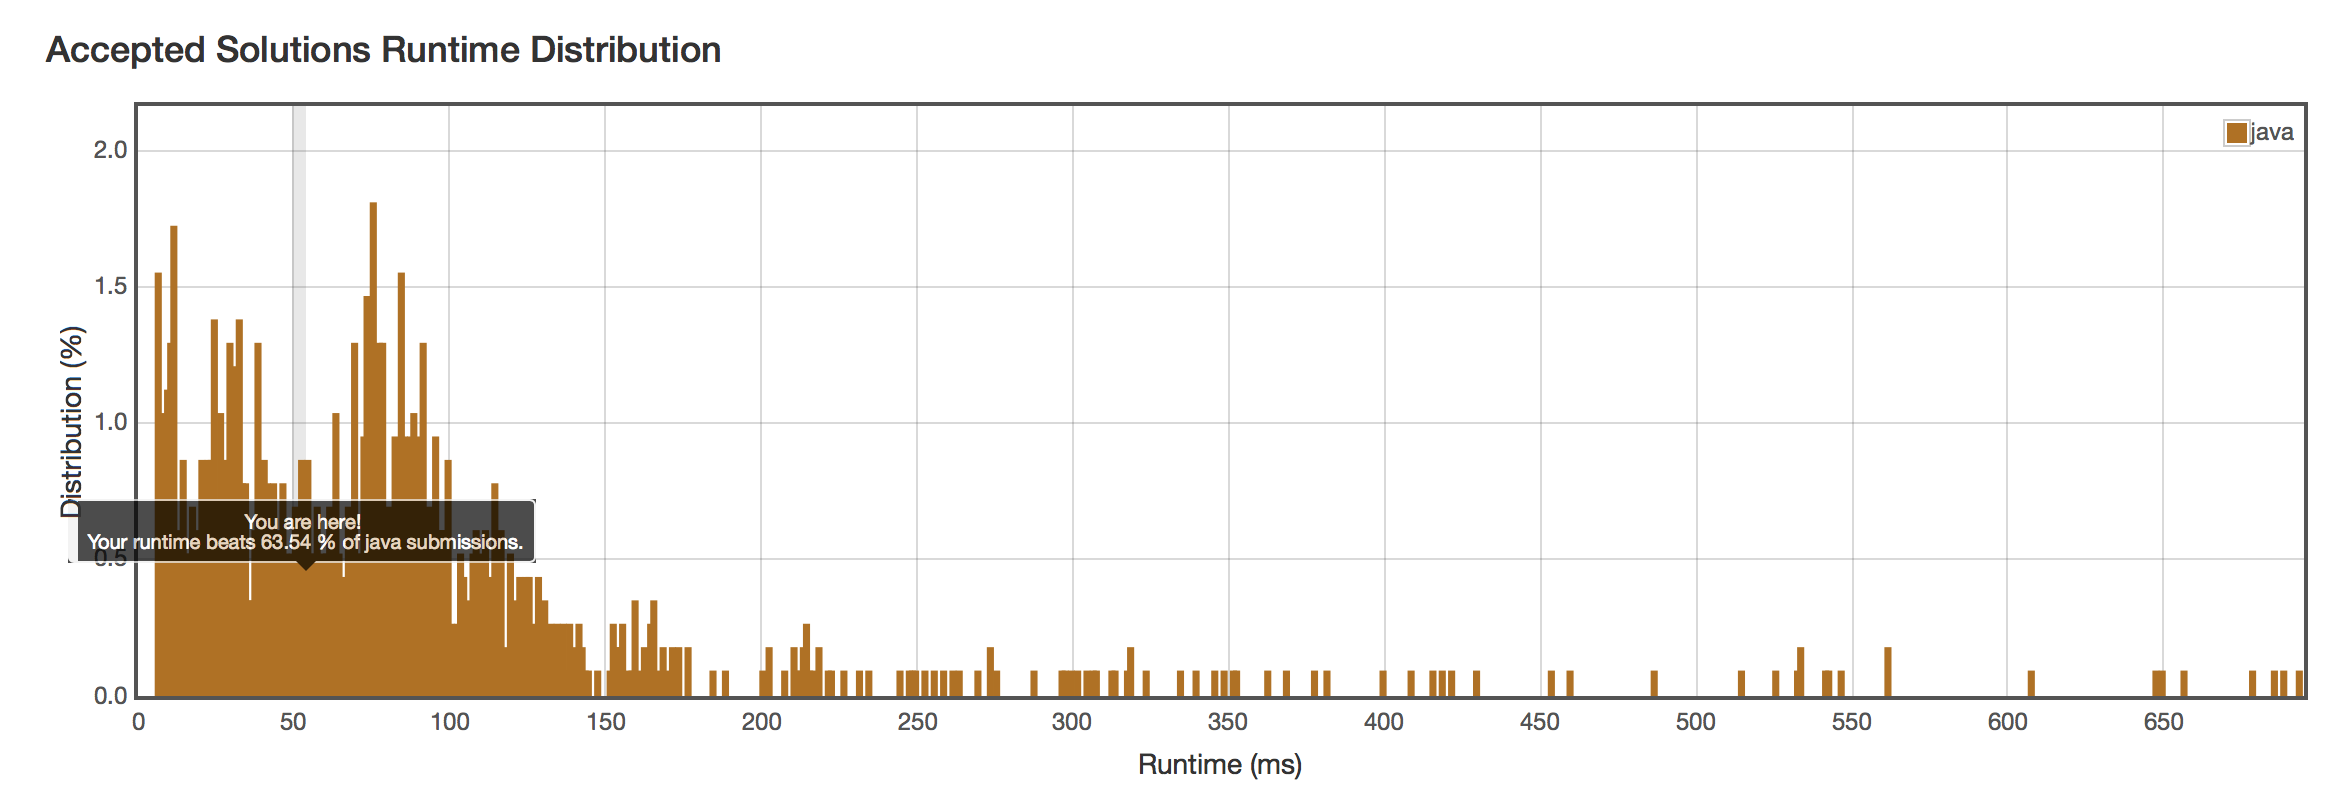 Accepted Solutions Runtime Distribution
java
2.0
1.5
1.0
0.5
0.0
Distribution (%)
You are here!
Your runtime beats 63.54 % of java submissions.
0 50 100 150 200 250 300 350 400 450 500 550 600 650
Runtime (ms)